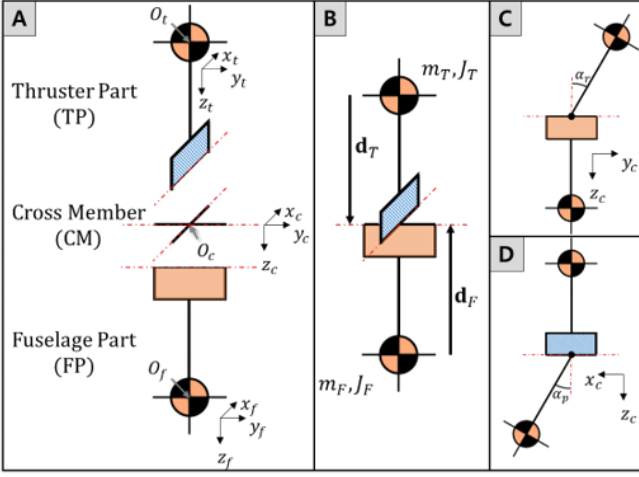 A
O_t
x_t
y_t
z_t
Thruster Part
(TP)
Cross Member
(CM)
x_c
y_c
z_c
O_c
Fuselage Part
(FP)
O_f
x_f
y_f
z_f
B
m_T, J_T
d_T
d_F
m_F, J_F
C
α_r
y_c
z_c
D
x_c
α_p
z_c